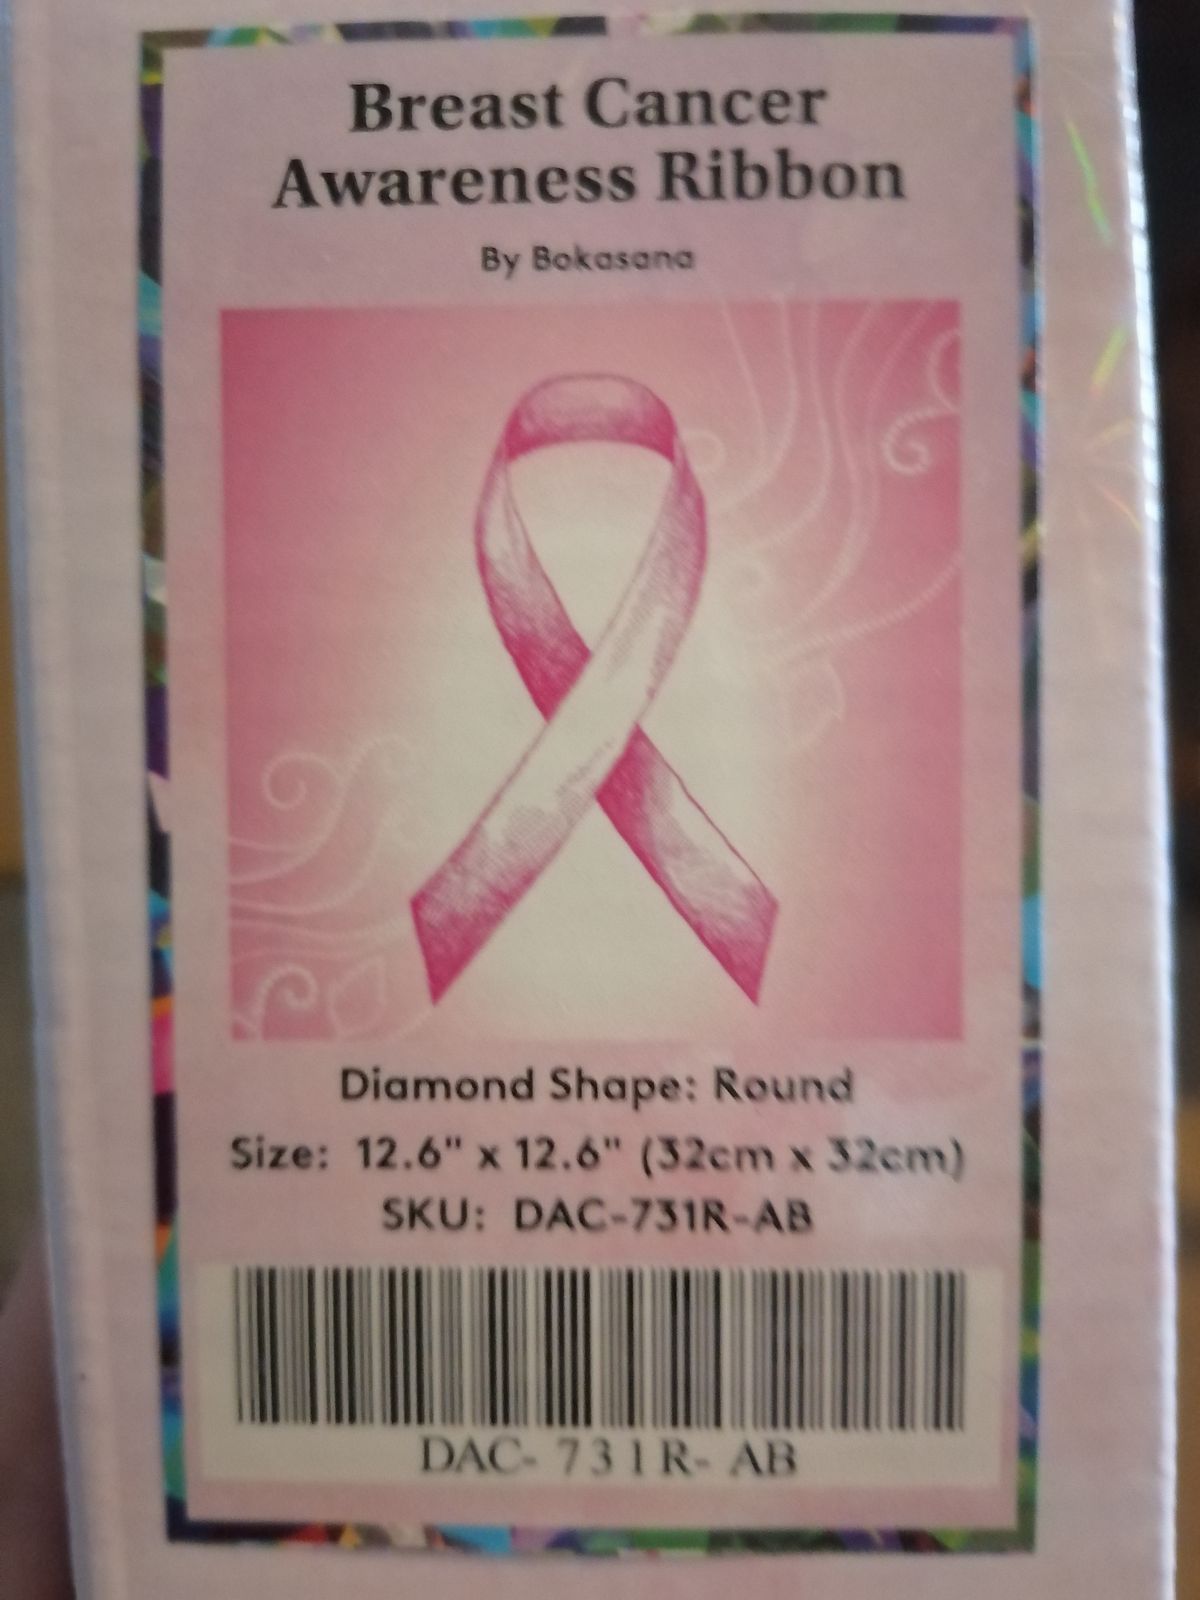 Breast Cancer
Awareness Ribbon
By Bokasana
Diamond Shape: Round
Size: 12.6" x 12.6" (32cm x 32cm)
SKU: DAC-731R-AB
DAC- 731R- AB